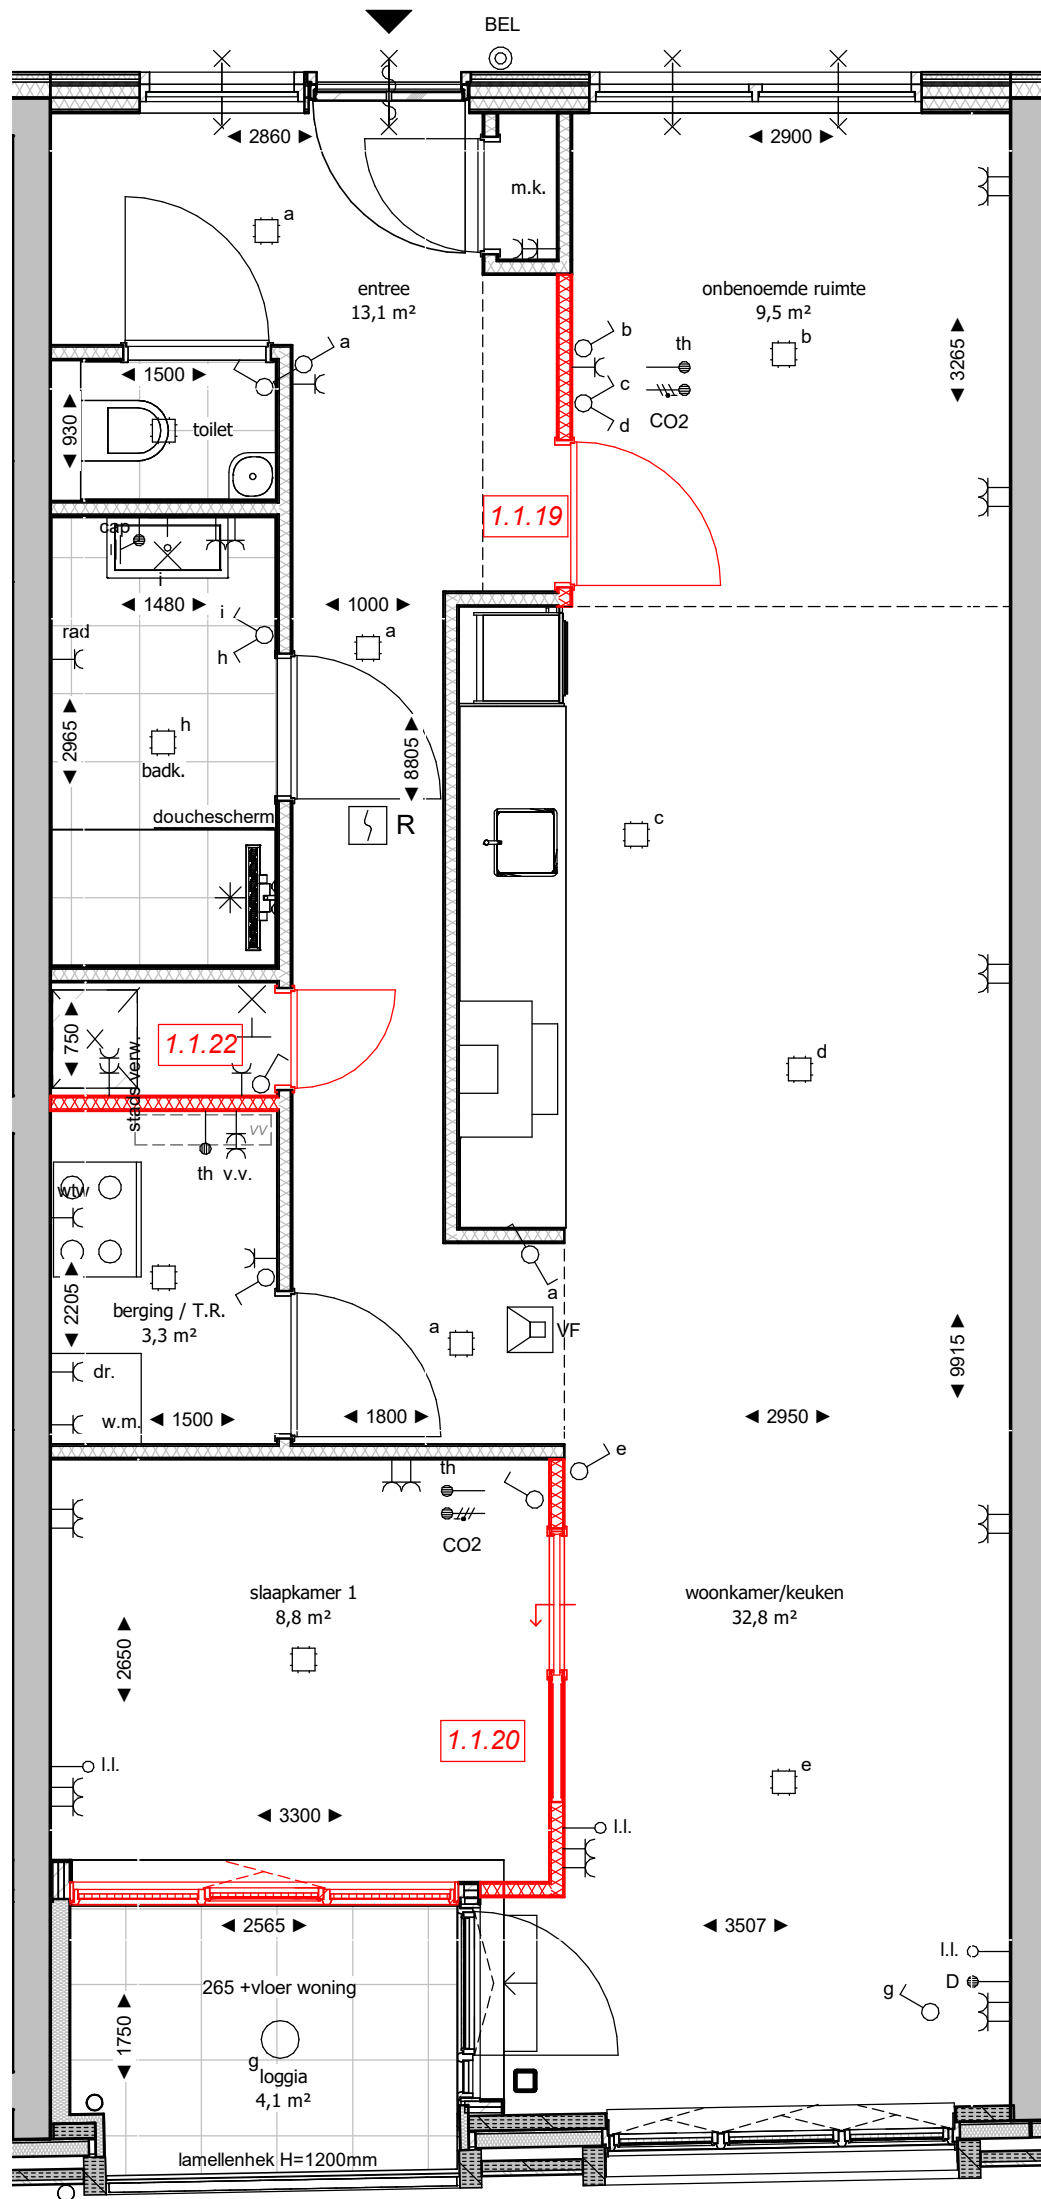 BEL
2860
2900
m.k.
a
entree
13,1 m²
onbenoemde ruimte
9,5 m²
b
b
th
a
c
3265
1500
CO2
d
930
toilet
1.1.19
cap
i
1480
1000
i
a
rad
h
2965
h
8805
badk.
douchescherm
R
c
750
1.1.22
stads verw.
d
vv
th v.v.
wtw
2205
berging / T.R.
3,3 m²
a
a
VF
9915
dr.
w.m.
1500
1800
2950
e
th
CO2
slaapkamer 1
8,8 m²
woonkamer/keuken
32,8 m²
2650
1.1.20
l.l.
e
3300
l.l.
2565
3507
l.l.
265 +vloer woning
D
g
1750
g
loggia
4,1 m²
lamellenhek H=1200mm